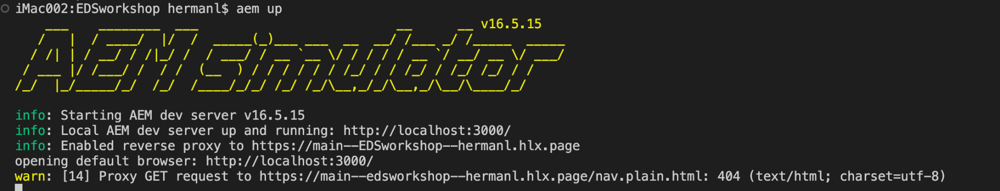 iMac002:EDSworkshop hermanl$ aem up
v16.5.15
AEM simulator
info: Starting AEM dev server v16.5.15
info: Local AEM dev server up and running: http://localhost:3000/
info: Enabled reverse proxy to https://main--EDSworkshop--hermanl.hlx.page
opening default browser: http://localhost:3000/
warn: [14] Proxy GET request to https://main--edsworkshop--hermanl.hlx.page/nav.plain.html: 404 (text/html; charset=utf-8)